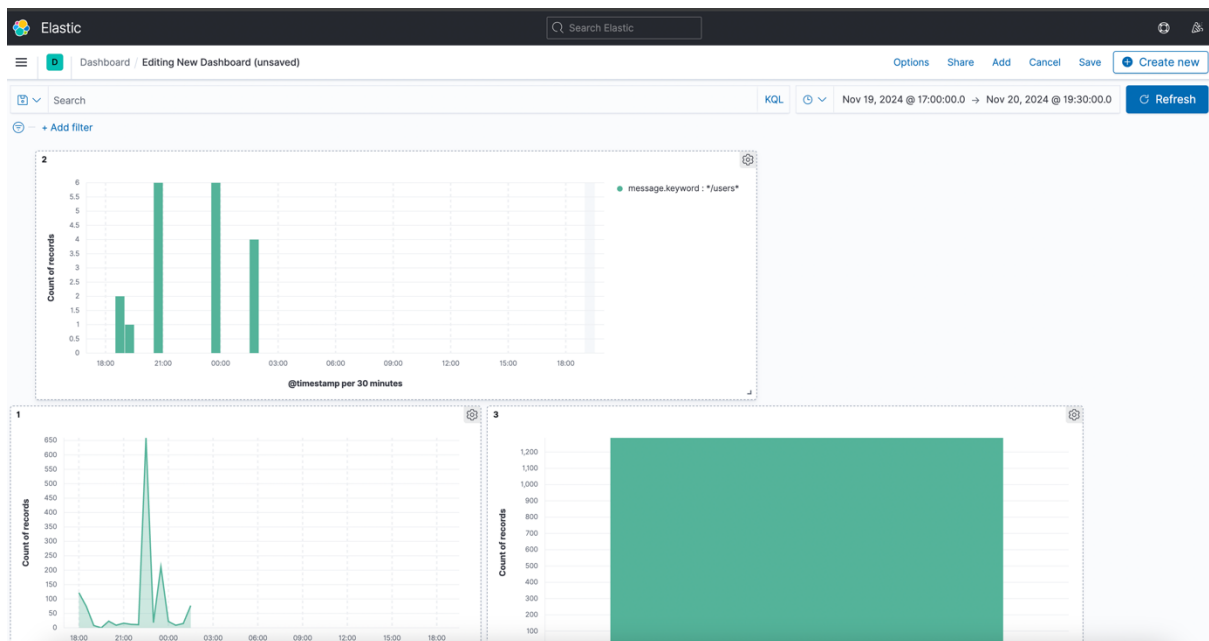 Elastic
Search Elastic
D
Dashboard / Editing New Dashboard (unsaved)
Options Share Add Cancel Save Create new
Search
KQL
Nov 19, 2024 @ 17:00:00.0 → Nov 20, 2024 @ 19:30:00.0
Refresh
+ Add filter
2
6
5.5
5
4.5
4
3.5
3
2.5
2
1.5
1
0.5
0
Count of records
18:00 21:00 00:00 03:00 06:00 09:00 12:00 15:00 18:00
@timestamp per 30 minutes
message.keyword : */users*
1
650
600
550
500
450
400
350
300
250
200
150
100
50
0
Count of records
18:00 21:00 00:00 03:00 06:00 09:00 12:00 15:00 18:00
3
1,200
1,100
1,000
900
800
700
600
500
400
300
200
100
Count of records